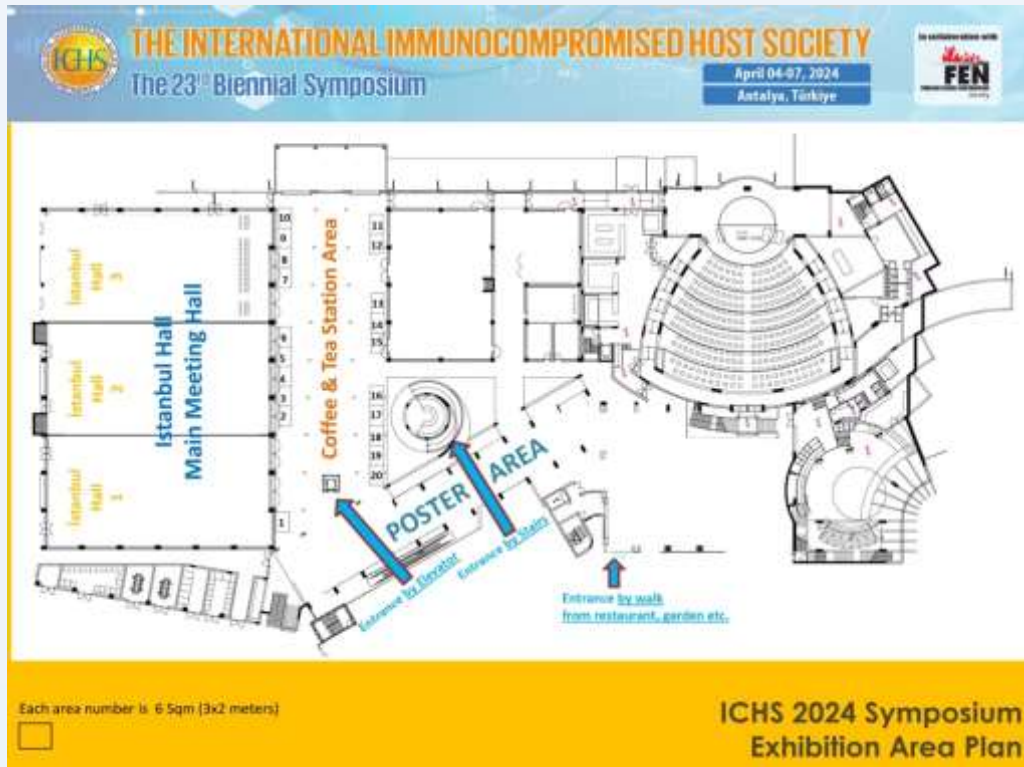 ICHS
THE INTERNATIONAL IMMUNOCOMPROMISED HOST SOCIETY
The 23rd Biennial Symposium
April 04-07, 2024
Antalya, Türkiye
In collaboration with
FEN
Istanbul Hall 3
Istanbul Hall 2
Istanbul Hall 1
Istanbul Hall
Main Meeting Hall
Coffee & Tea Station Area
10
9
8
7
6
5
4
3
2
1
11
12
13
14
15
16
17
18
19
20
POSTER AREA
Entrance by Elevator
Entrance by Stairs
Entrance by walk
from restaurant, garden etc.
Each area number is 6 Sqm (3x2 meters)
ICHS 2024 Symposium
Exhibition Area Plan